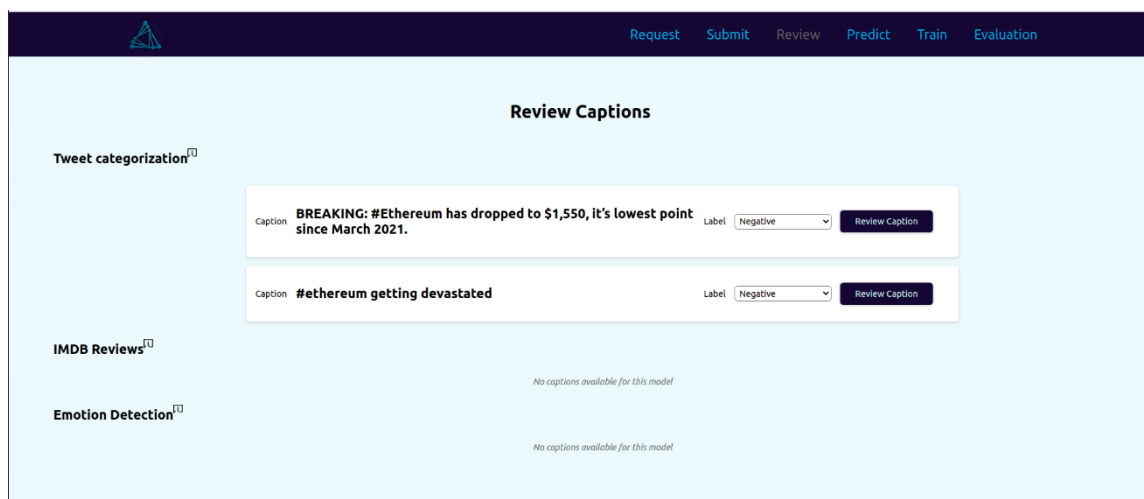 Request Submit Review Predict Train Evaluation
Review Captions
Tweet categorization
Caption BREAKING: #Ethereum has dropped to $1,550, it's lowest point since March 2021. Label Negative Review Caption
Caption #ethereum getting devastated Label Negative Review Caption
IMDB Reviews
No captions available for this model
Emotion Detection
No captions available for this model